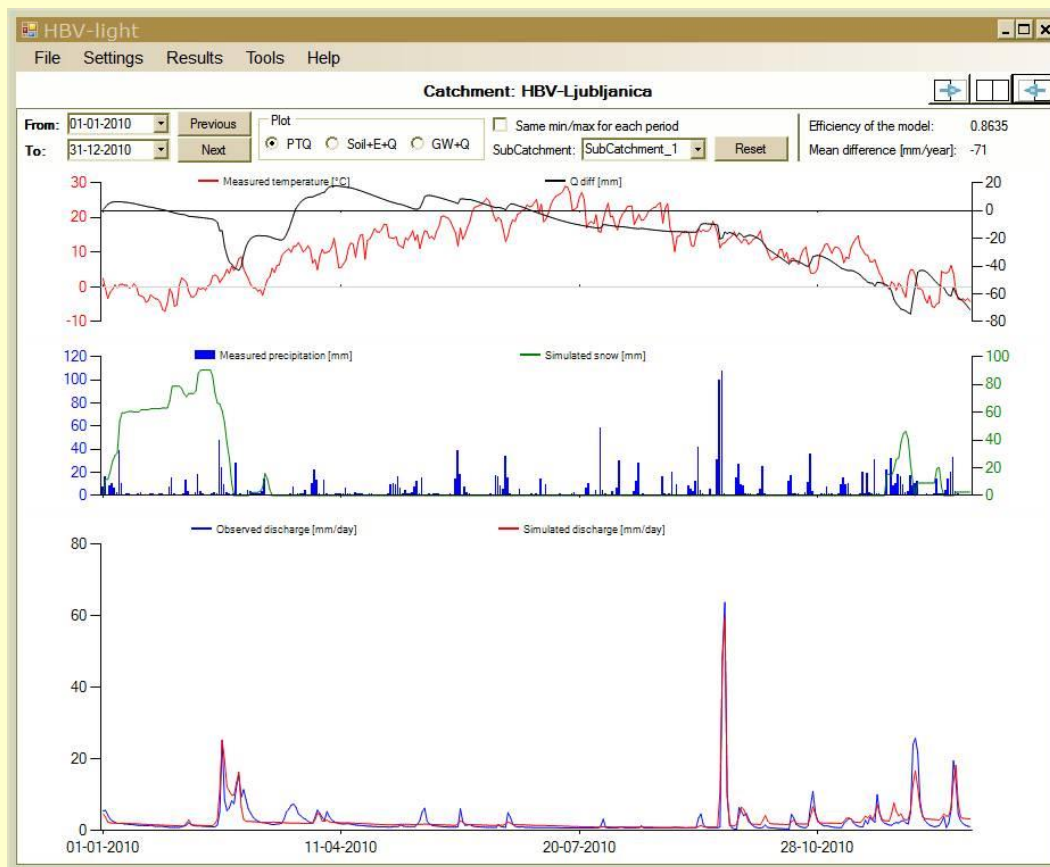 HBV-light
File Settings Results Tools Help
Catchment: HBV-Ljubljanica
From: 01-01-2010 Previous Plot Same min/max for each period Efficiency of the model: 0.8635
To: 31-12-2010 Next PTQ Soil+E+Q GW+Q SubCatchment: SubCatchment_1 Reset Mean difference [mm/year]: -71
Measured temperature [°C] Q diff [mm]
30 20
20 0
10 -20
0 -40
-10 -60
-80
Measured precipitation [mm] Simulated snow [mm]
120 100
100 80
80 60
60 40
40 20
20 0
0
Observed discharge [mm/day] Simulated discharge [mm/day]
80
60
40
20
0
01-01-2010 11-04-2010 20-07-2010 28-10-2010